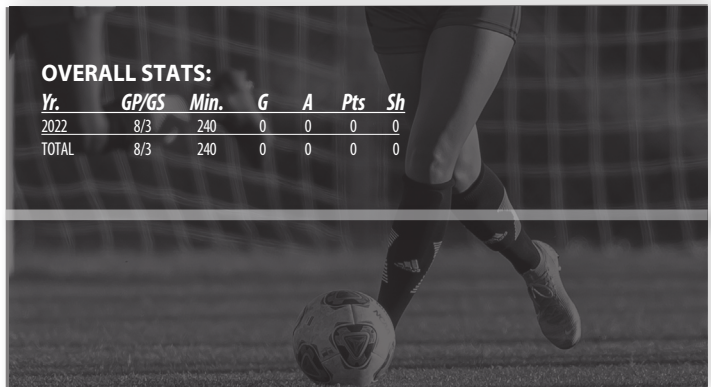 OVERALL STATS:
Yr. GP/GS Min. G A Pts Sh
2022 8/3 240 0 0 0 0
TOTAL 8/3 240 0 0 0 0